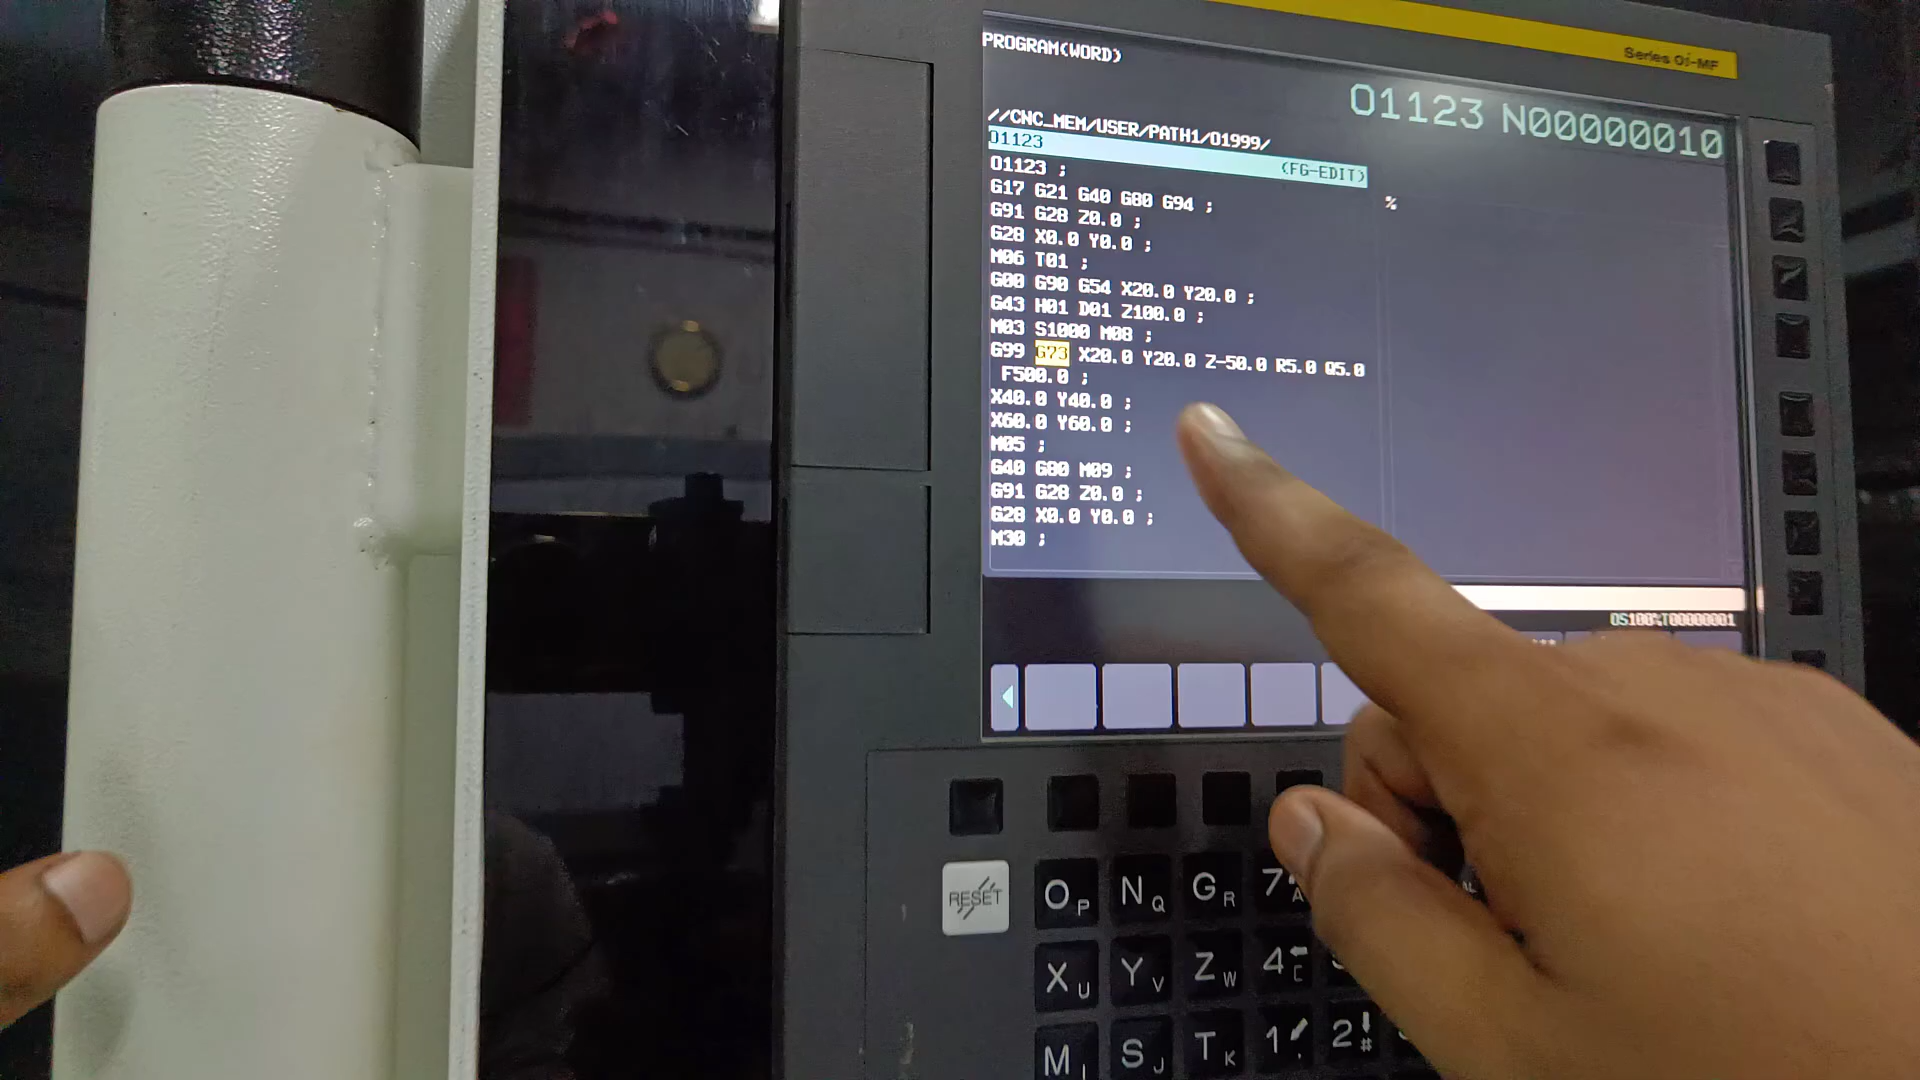 Series 0i-MF
PROGRAM(WORD)
O1123 N00000010
//CNC_MEM/USER/PATH1/O1999/
O1123
(FG-EDIT)
O1123 ;
%
G17 G21 G40 G80 G94 ;
G91 G28 Z0.0 ;
G28 X0.0 Y0.0 ;
M06 T01 ;
G00 G90 G54 X20.0 Y20.0 ;
G43 H01 D01 Z100.0 ;
M03 S1000 M08 ;
G99 G73 X20.0 Y20.0 Z-50.0 R5.0 Q5.0
F500.0 ;
X40.0 Y40.0 ;
X60.0 Y60.0 ;
M05 ;
G40 G80 M09 ;
G91 G28 Z0.0 ;
G28 X0.0 Y0.0 ;
M30 ;
OS100%T00000001
RESET
O P N Q G R 7 A
X U Y V Z W 4 C
M I S J T K 1 2 #